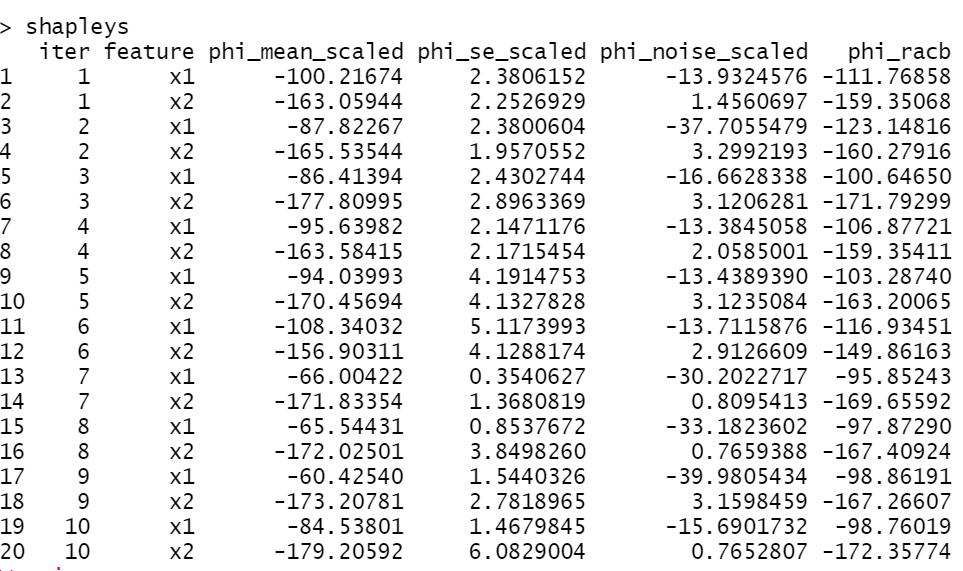 > shapleys
iter feature phi_mean_scaled phi_se_scaled phi_noise_scaled phi_racb
1 1 x1 -100.21674 2.3806152 -13.9324576 -111.76858
2 1 x2 -163.05944 2.2526929 1.4560697 -159.35068
3 2 x1 -87.82267 2.3800604 -37.7055479 -123.14816
4 2 x2 -165.53544 1.9570552 3.2992193 -160.27916
5 3 x1 -86.41394 2.4302744 -16.6628338 -100.64650
6 3 x2 -177.80995 2.8963369 3.1206281 -171.79299
7 4 x1 -95.63982 2.1471176 -13.3845058 -106.87721
8 4 x2 -163.58415 2.1715454 2.0585001 -159.35411
9 5 x1 -94.03993 4.1914753 -13.4389390 -103.28740
10 5 x2 -170.45694 4.1327828 3.1235084 -163.20065
11 6 x1 -108.34032 5.1173993 -13.7115876 -116.93451
12 6 x2 -156.90311 4.1288174 2.9126609 -149.86163
13 7 x1 -66.00422 0.3540627 -30.2022717 -95.85243
14 7 x2 -171.83354 1.3680819 0.8095413 -169.65592
15 8 x1 -65.54431 0.8537672 -33.1823602 -97.87290
16 8 x2 -172.02501 3.8498260 0.7659388 -167.40924
17 9 x1 -60.42540 1.5440326 -39.9805434 -98.86191
18 9 x2 -173.20781 2.7818965 3.1598459 -167.26607
19 10 x1 -84.53801 1.4679845 -15.6901732 -98.76019
20 10 x2 -179.20592 6.0829004 0.7652807 -172.35774